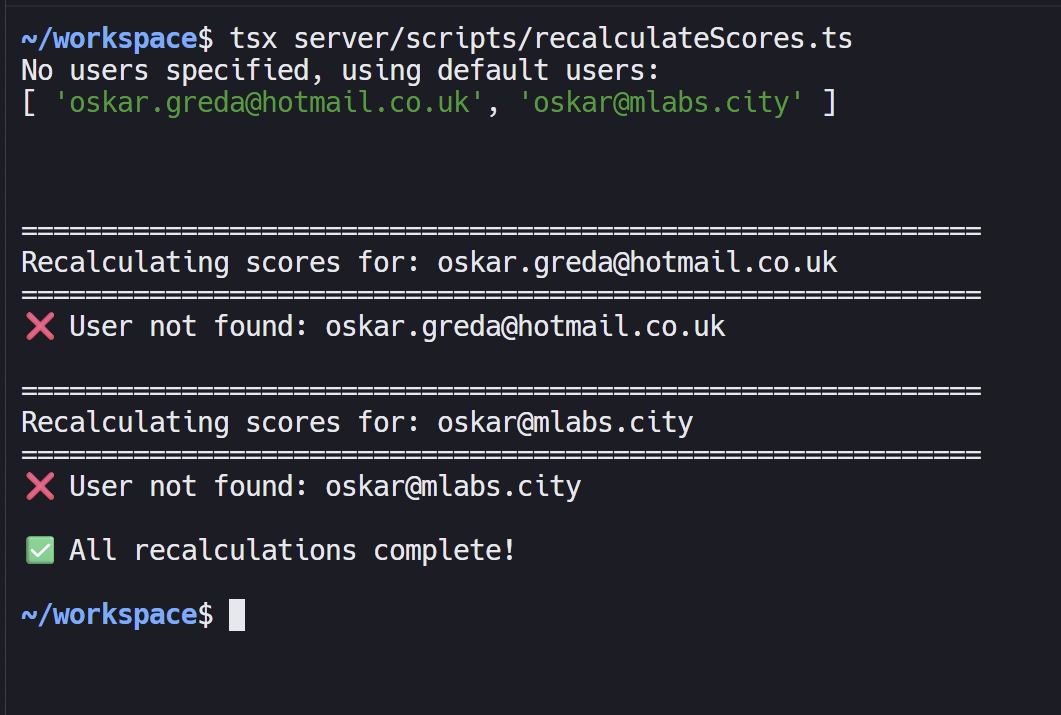 ~/workspace$ tsx server/scripts/recalculateScores.ts
No users specified, using default users:
[ 'oskar.greda@hotmail.co.uk', 'oskar@mlabs.city' ]
============================================================
Recalculating scores for: oskar.greda@hotmail.co.uk
============================================================
❌ User not found: oskar.greda@hotmail.co.uk
============================================================
Recalculating scores for: oskar@mlabs.city
============================================================
❌ User not found: oskar@mlabs.city
✅ All recalculations complete!
~/workspace$